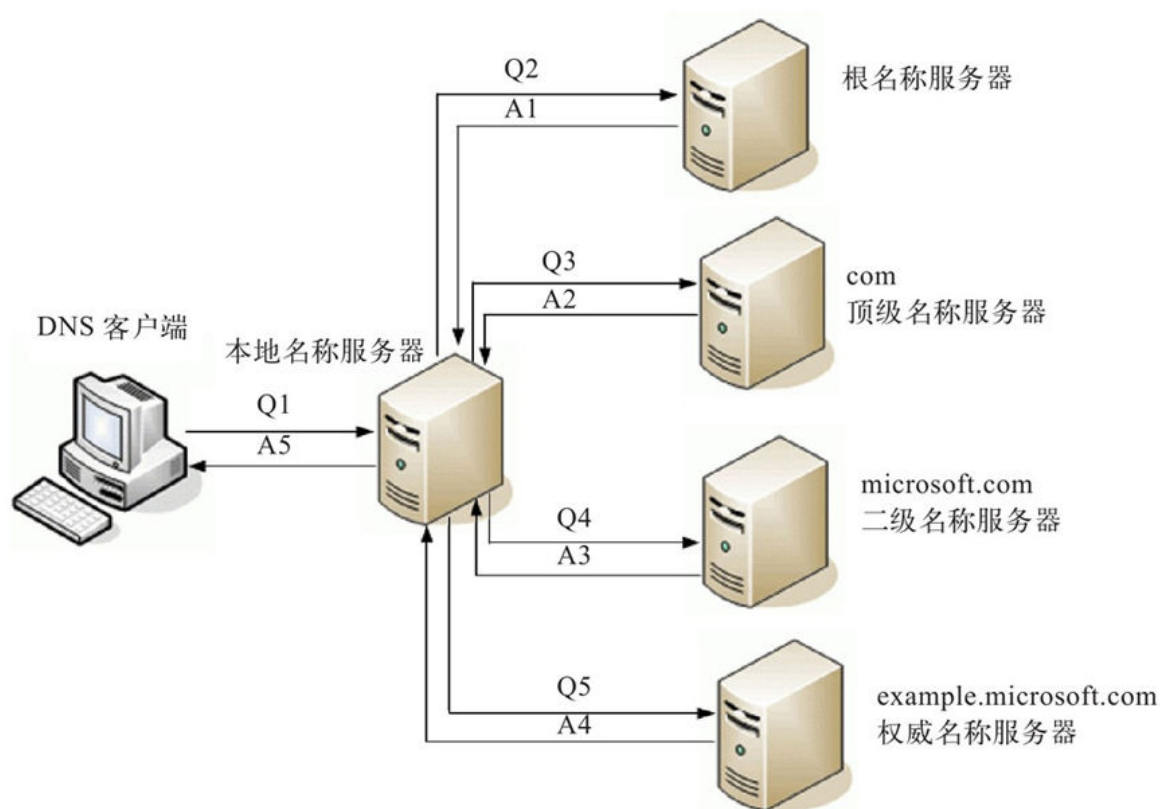 Q2
A1
根名称服务器
Q3
A2
com
顶级名称服务器
DNS 客户端
本地名称服务器
Q1
A5
Q4
A3
microsoft.com
二级名称服务器
Q5
A4
example.microsoft.com
权威名称服务器